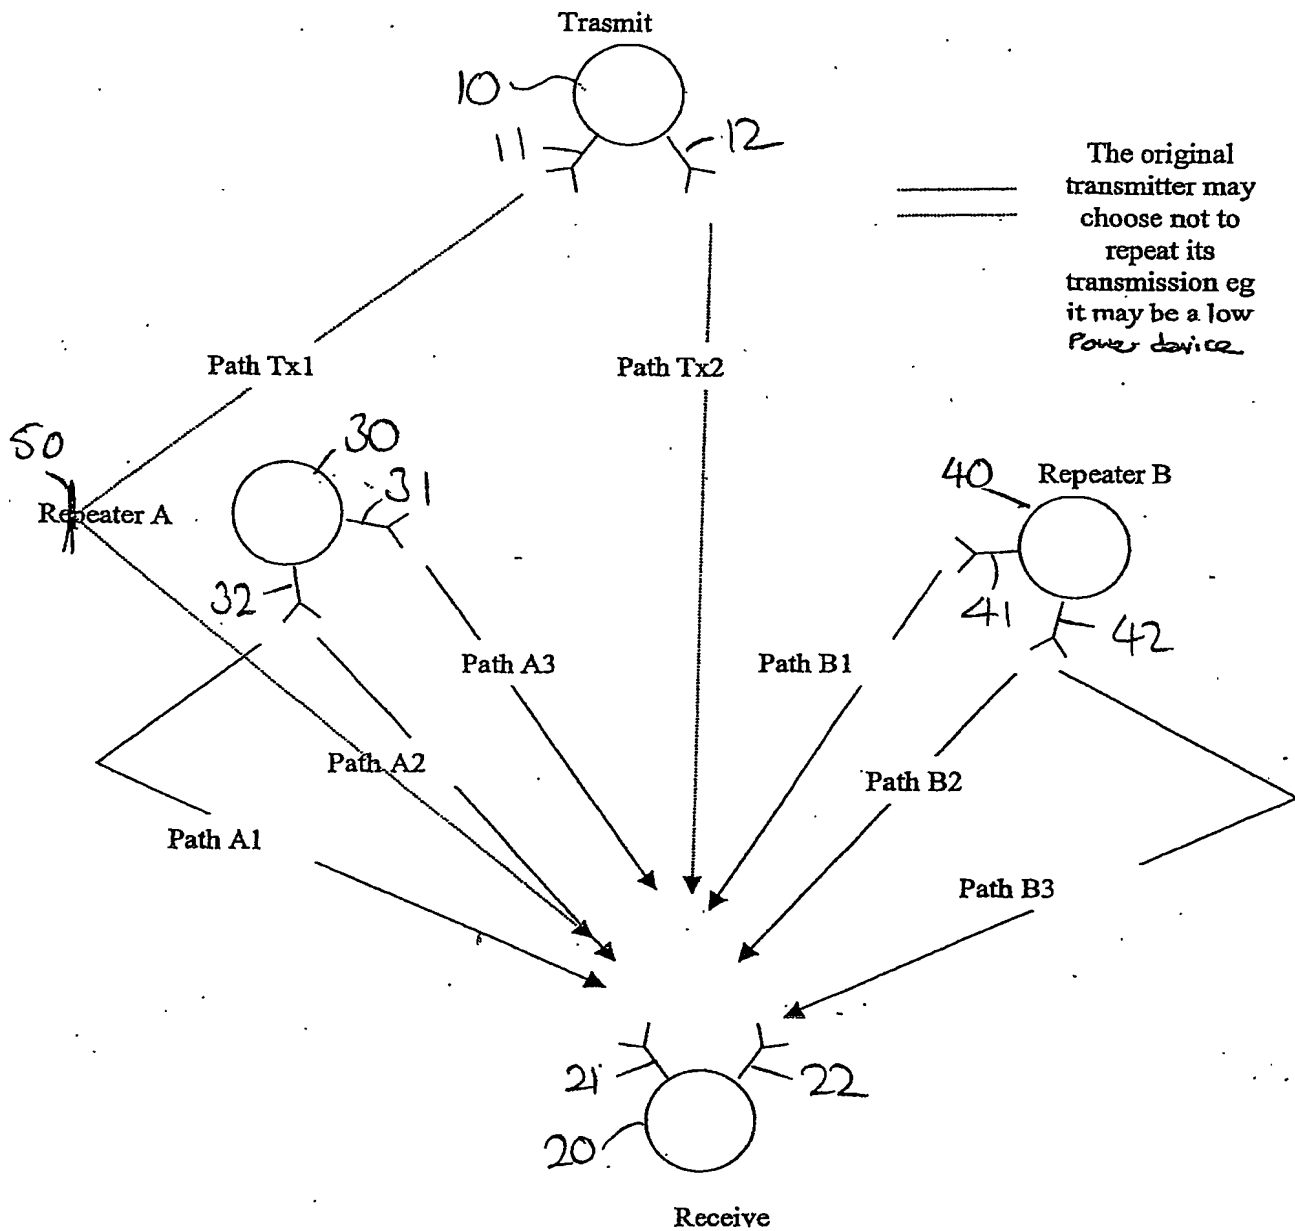 Trasmit
10
11
12
The original
transmitter may
choose not to
repeat its
transmission eg
it may be a low
Power device
Path Tx1
Path Tx2
50
30
31
Repeater A
32
40
Repeater B
41
42
Path A3
Path B1
Path A2
Path B2
Path A1
Path B3
21
22
20
Receive